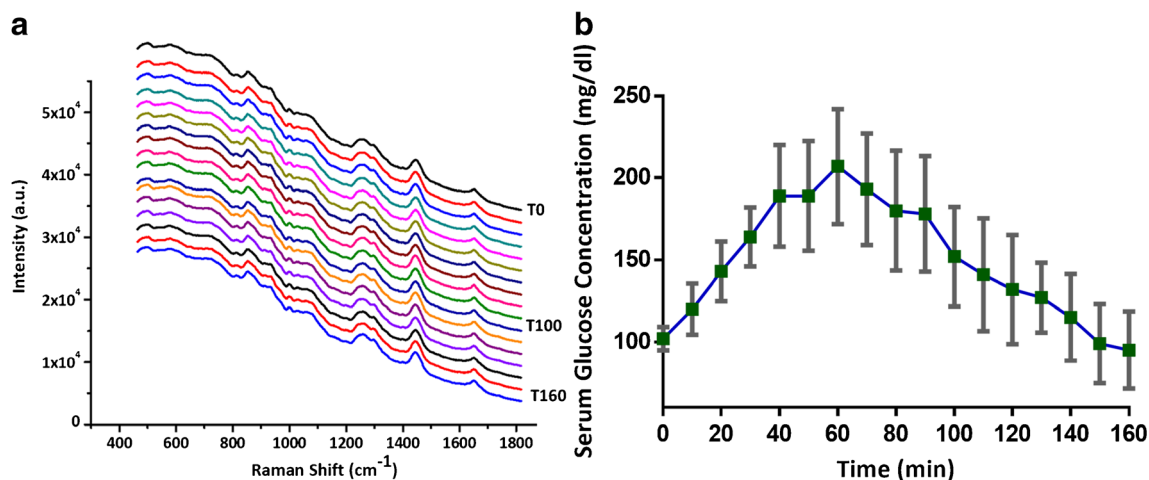 a
Intensity (a.u.)
5x10⁴
4x10⁴
3x10⁴
2x10⁴
1x10⁴
0
T0
T100
T160
400 600 800 1000 1200 1400 1600 1800
Raman Shift (cm⁻¹)
b
Serum Glucose Concentration (mg/dl)
250
200
150
100
0 20 40 60 80 100 120 140 160
Time (min)